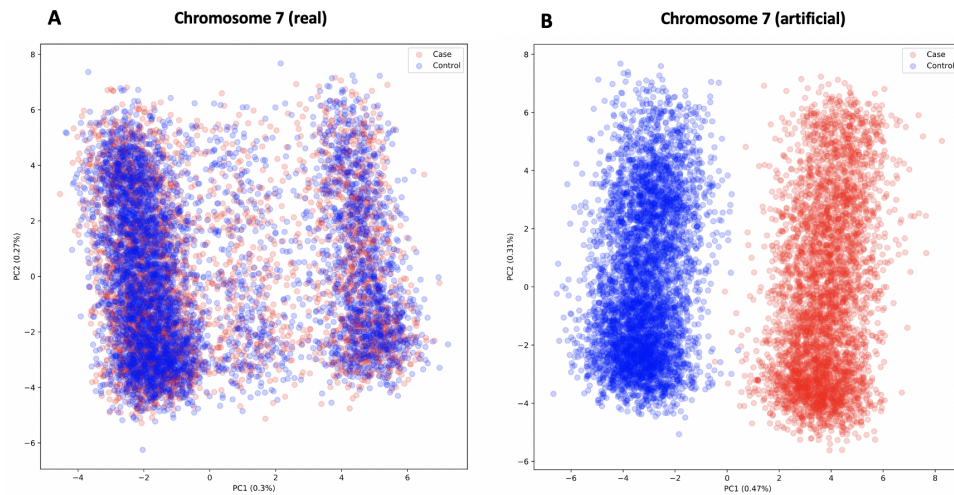 A
Chromosome 7 (real)
Case
Control
8
6
4
2
0
−2
−4
−6
−4
−2
0
2
4
6
PC1 (0.3%)
PC2 (0.27%)
B
Chromosome 7 (artificial)
Case
Control
8
6
4
2
0
−2
−4
−6
−6
−4
−2
0
2
4
6
8
PC1 (0.47%)
PC2 (0.31%)